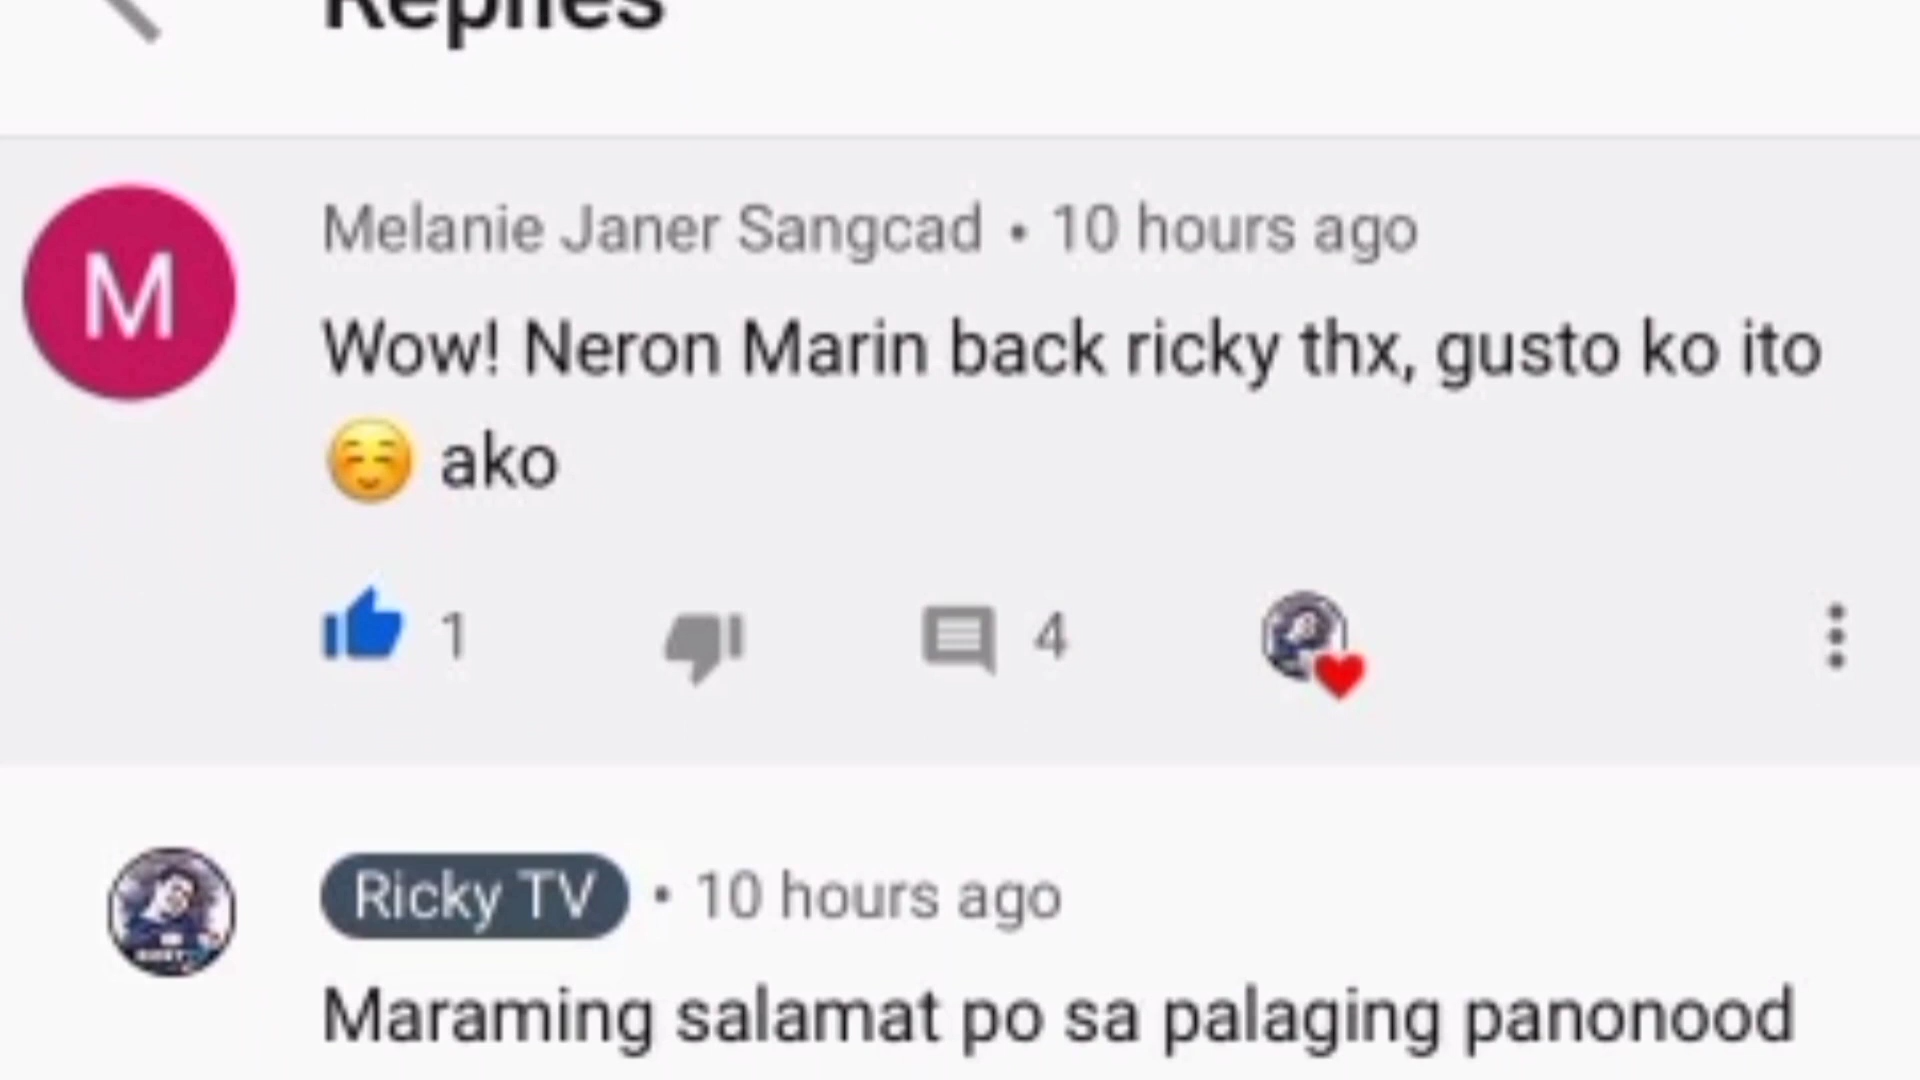 Replies
M
Melanie Janer Sangcad • 10 hours ago
Wow! Neron Marin back ricky thx, gusto ko ito
☺️ ako
1
4
Ricky TV • 10 hours ago
Maraming salamat po sa palaging panonood